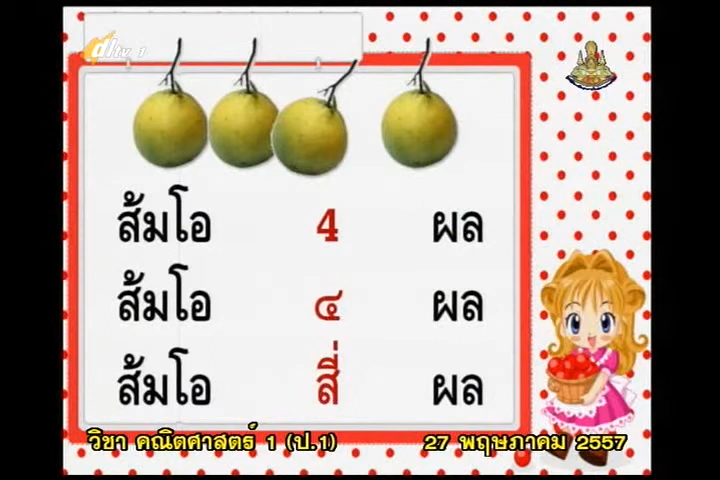 dltv 1
ส้มโอ 4 ผล
ส้มโอ ๔ ผล
ส้มโอ สี่ ผล
วิชา คณิตศาสตร์ 1 (ป.1) 27 พฤษภาคม 2557